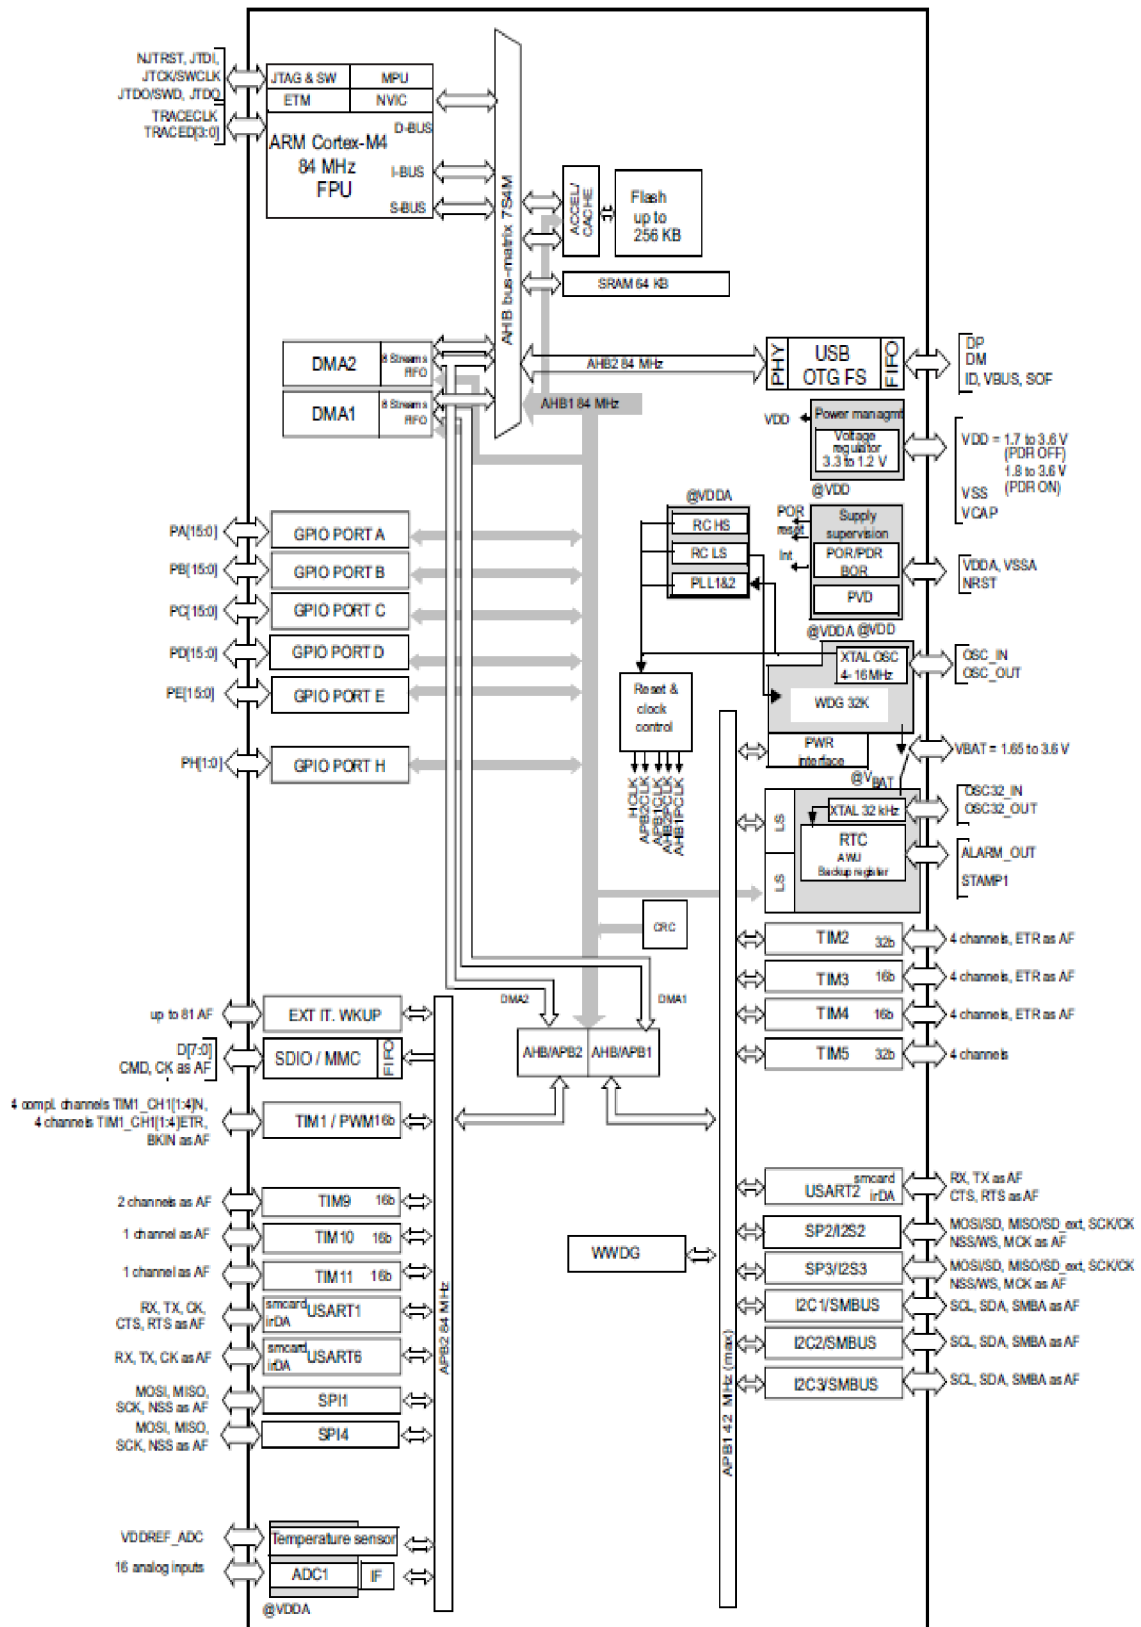 NJTRST, JTDI,
JTCK/SWCLK
JTDO/SWD, JTDO
TRACECLK
TRACED[3:0]
JTAG & SW
MPU
ETM
NVIC
D-BUS
ARM Cortex-M4
84 MHz
FPU
I-BUS
S-BUS
AHB bus-matrix 7S4M
ACCEL/
CACHE
Flash
up to
256 KB
SRAM 64 KB
DMA2
8 Streams
FIFO
DMA1
8 Streams
FIFO
AHB2 84 MHz
AHB1 84 MHz
PHY
USB
OTG FS
FIFO
DP
DM
ID, VBUS, SOF
VDD
Power managmt
Voltage
regulator
3.3 to 1.2 V
@VDD
VDD = 1.7 to 3.6 V
(PDR OFF)
1.8 to 3.6 V
(PDR ON)
VSS
VCAP
@VDDA
RC HS
RC LS
PLL1&2
POR
reset
Int
Supply
supervision
POR/PDR
BOR
PVD
VDDA, VSSA
NRST
@VDDA
@VDD
PA[15:0]
GPIO PORT A
PB[15:0]
GPIO PORT B
PC[15:0]
GPIO PORT C
PD[15:0]
GPIO PORT D
PE[15:0]
GPIO PORT E
PH[1:0]
GPIO PORT H
XTAL OSC
4- 16MHz
OSC_IN
OSC_OUT
WDG 32K
Reset &
clock
control
HCLK
APB2CLK
APB1CLK
AHB2PCLK
AHB1PCLK
PWR
interface
VBAT = 1.65 to 3.6 V
@VBAT
LS
LS
XTAL 32 kHz
OSC32_IN
OSC32_OUT
RTC
AWU
Backup register
ALARM_OUT
STAMP1
CRC
TIM2
32b
4 channels, ETR as AF
TIM3
16b
4 channels, ETR as AF
TIM4
16b
4 channels, ETR as AF
TIM5
32b
4 channels
DMA2
DMA1
AHB/APB2
AHB/APB1
up to 81 AF
EXT IT. WKUP
D[7:0]
CMD, CK as AF
SDIO / MMC
FIFO
4 compl. channels TIM1_CH1[1:4]N,
4 channels TIM1_CH1[1:4]ETR,
BKIN as AF
TIM1 / PWM
16b
2 channels as AF
TIM9
16b
1 channel as AF
TIM10
16b
1 channel as AF
TIM11
16b
RX, TX, CK,
CTS, RTS as AF
smcard
irDA
USART1
RX, TX, CK as AF
smcard
irDA
USART6
MOSI, MISO,
SCK, NSS as AF
SPI1
MOSI, MISO,
SCK, NSS as AF
SPI4
VDDREF_ADC
Temperature sensor
16 analog inputs
ADC1
IF
@VDDA
APB2 84 MHz
WWDG
APB1 42 MHz (max)
smcard
USART2
irDA
RX, TX as AF
CTS, RTS as AF
SP2/I2S2
MOSI/SD, MISO/SD_ext, SCK/CK
NSS/WS, MCK as AF
SP3/I2S3
MOSI/SD, MISO/SD_ext, SCK/CK
NSS/WS, MCK as AF
I2C1/SMBUS
SCL, SDA, SMBA as AF
I2C2/SMBUS
SCL, SDA, SMBA as AF
I2C3/SMBUS
SCL, SDA, SMBA as AF